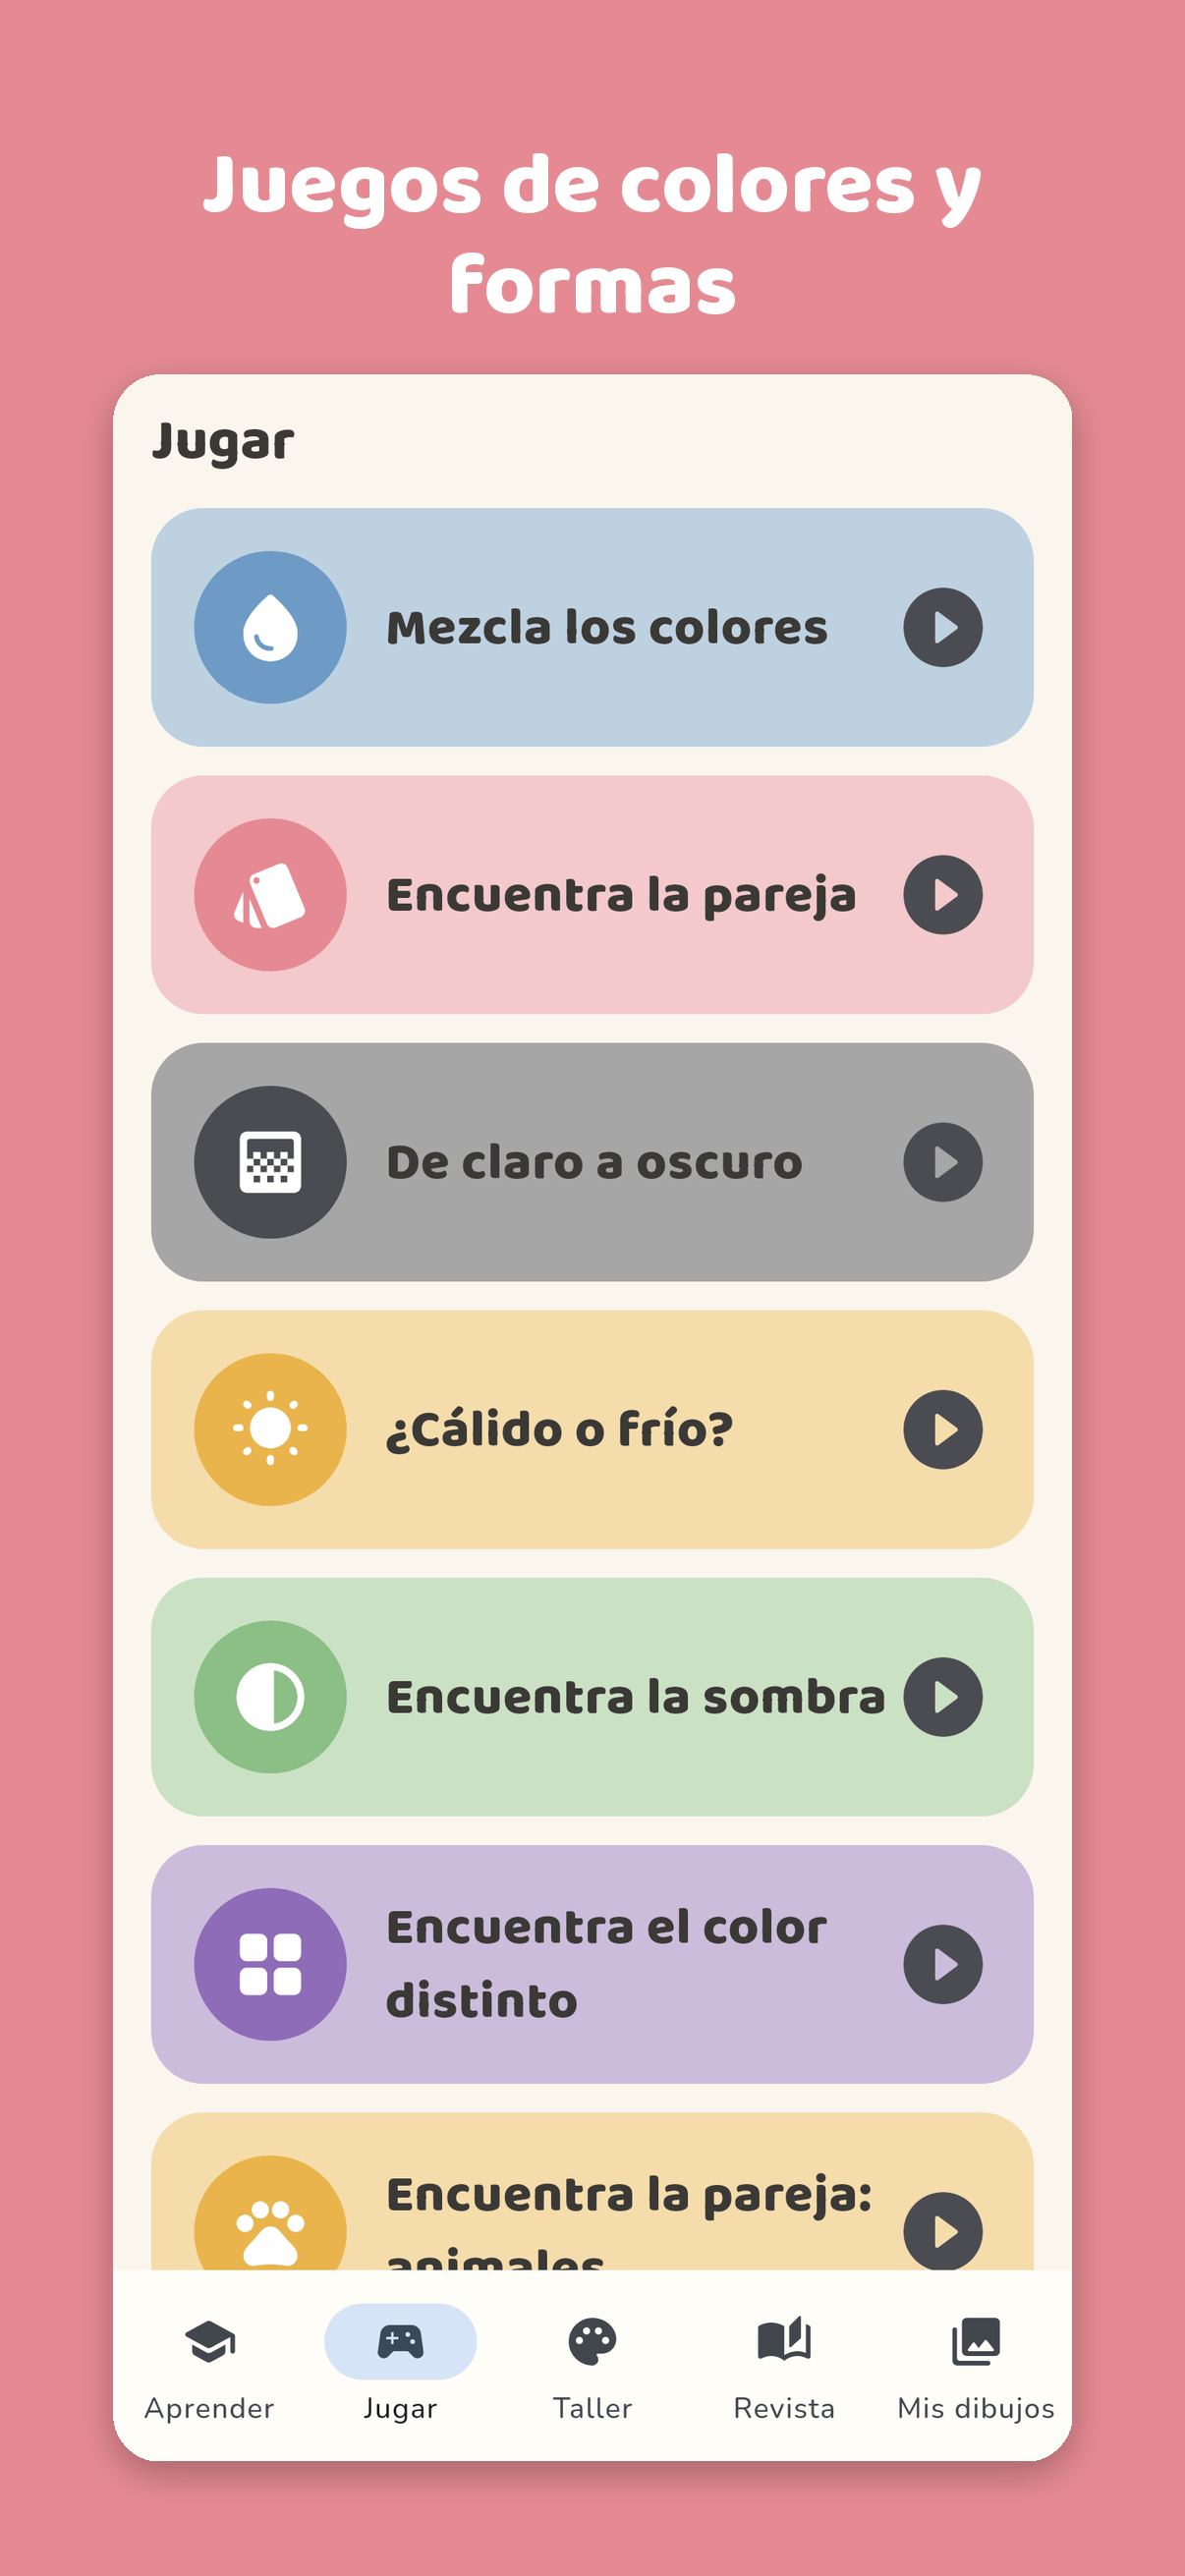 Juegos de colores y
formas
Jugar
Mezcla los colores
Encuentra la pareja
De claro a oscuro
¿Cálido o frío?
Encuentra la sombra
Encuentra el color
distinto
Encuentra la pareja:
animales
Aprender
Jugar
Taller
Revista
Mis dibujos